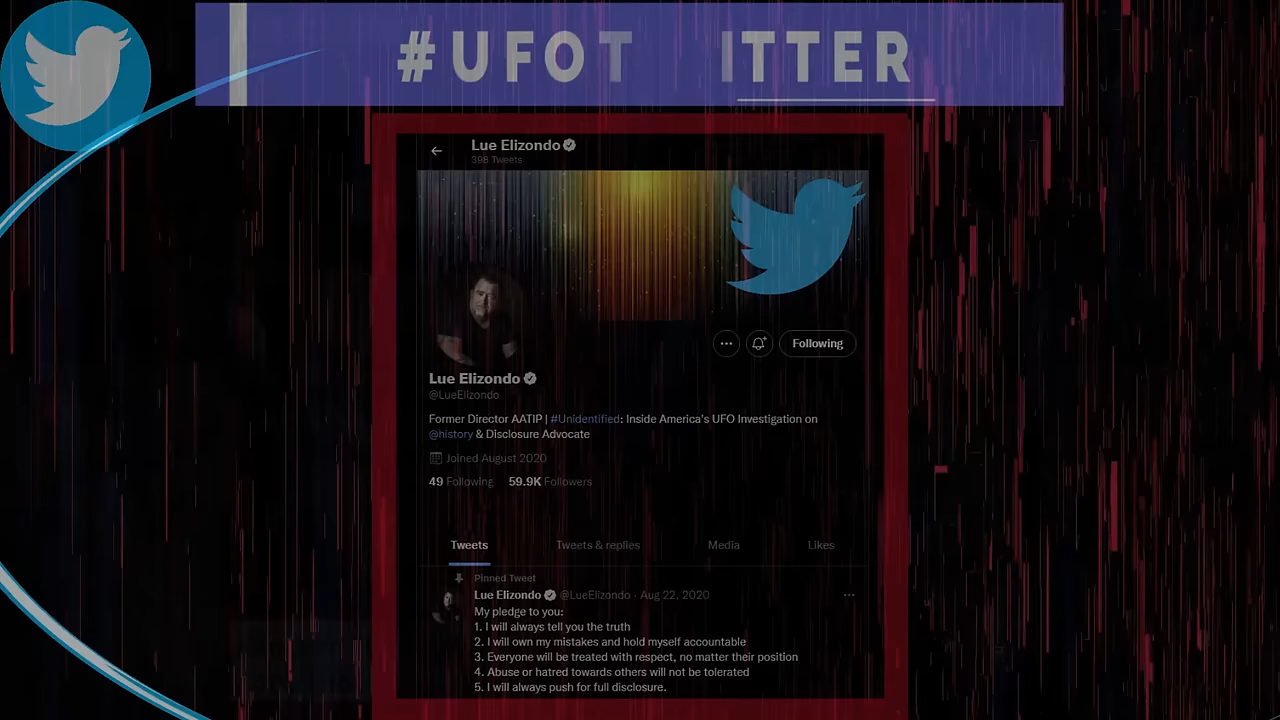 #UFOT ITTER
Lue Elizondo
398 Tweets
Following
Lue Elizondo
@LueElizondo
Former Director AATIP | #Unidentified: Inside America's UFO Investigation on
@history & Disclosure Advocate
Joined August 2020
49 Following 59.9K Followers
Tweets Tweets & replies Media Likes
Pinned Tweet
Lue Elizondo @LueElizondo · Aug 22, 2020
My pledge to you:
1. I will always tell you the truth
2. I will own my mistakes and hold myself accountable
3. Everyone will be treated with respect, no matter their position
4. Abuse or hatred towards others will not be tolerated
5. I will always push for full disclosure.